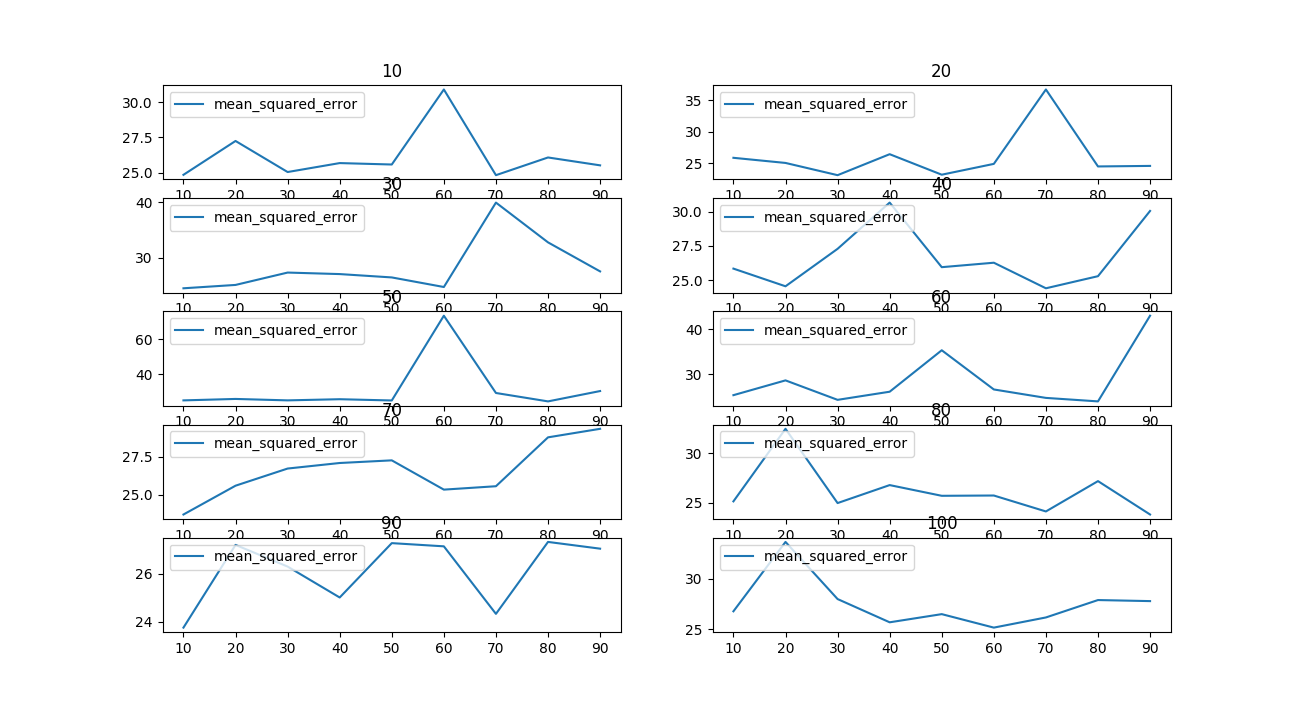 10 20
30.0 mean_squared_error 35 mean_squared_error
27.5 30
25.0 25
10 20 30 40 50 60 70 80 90 10 20 30 40 50 60 70 80 90
30 40
40 mean_squared_error 30.0 mean_squared_error
30 27.5
25.0
10 20 30 40 50 60 70 80 90 10 20 30 40 50 60 70 80 90
50 60
60 mean_squared_error 40 mean_squared_error
40 30
10 20 30 40 50 60 70 80 90 10 20 30 40 50 60 70 80 90
70 80
27.5 mean_squared_error 30 mean_squared_error
25.0 25
10 20 30 40 50 60 70 80 90 10 20 30 40 50 60 70 80 90
90 100
mean_squared_error mean_squared_error
26 30
24 25
10 20 30 40 50 60 70 80 90 10 20 30 40 50 60 70 80 90